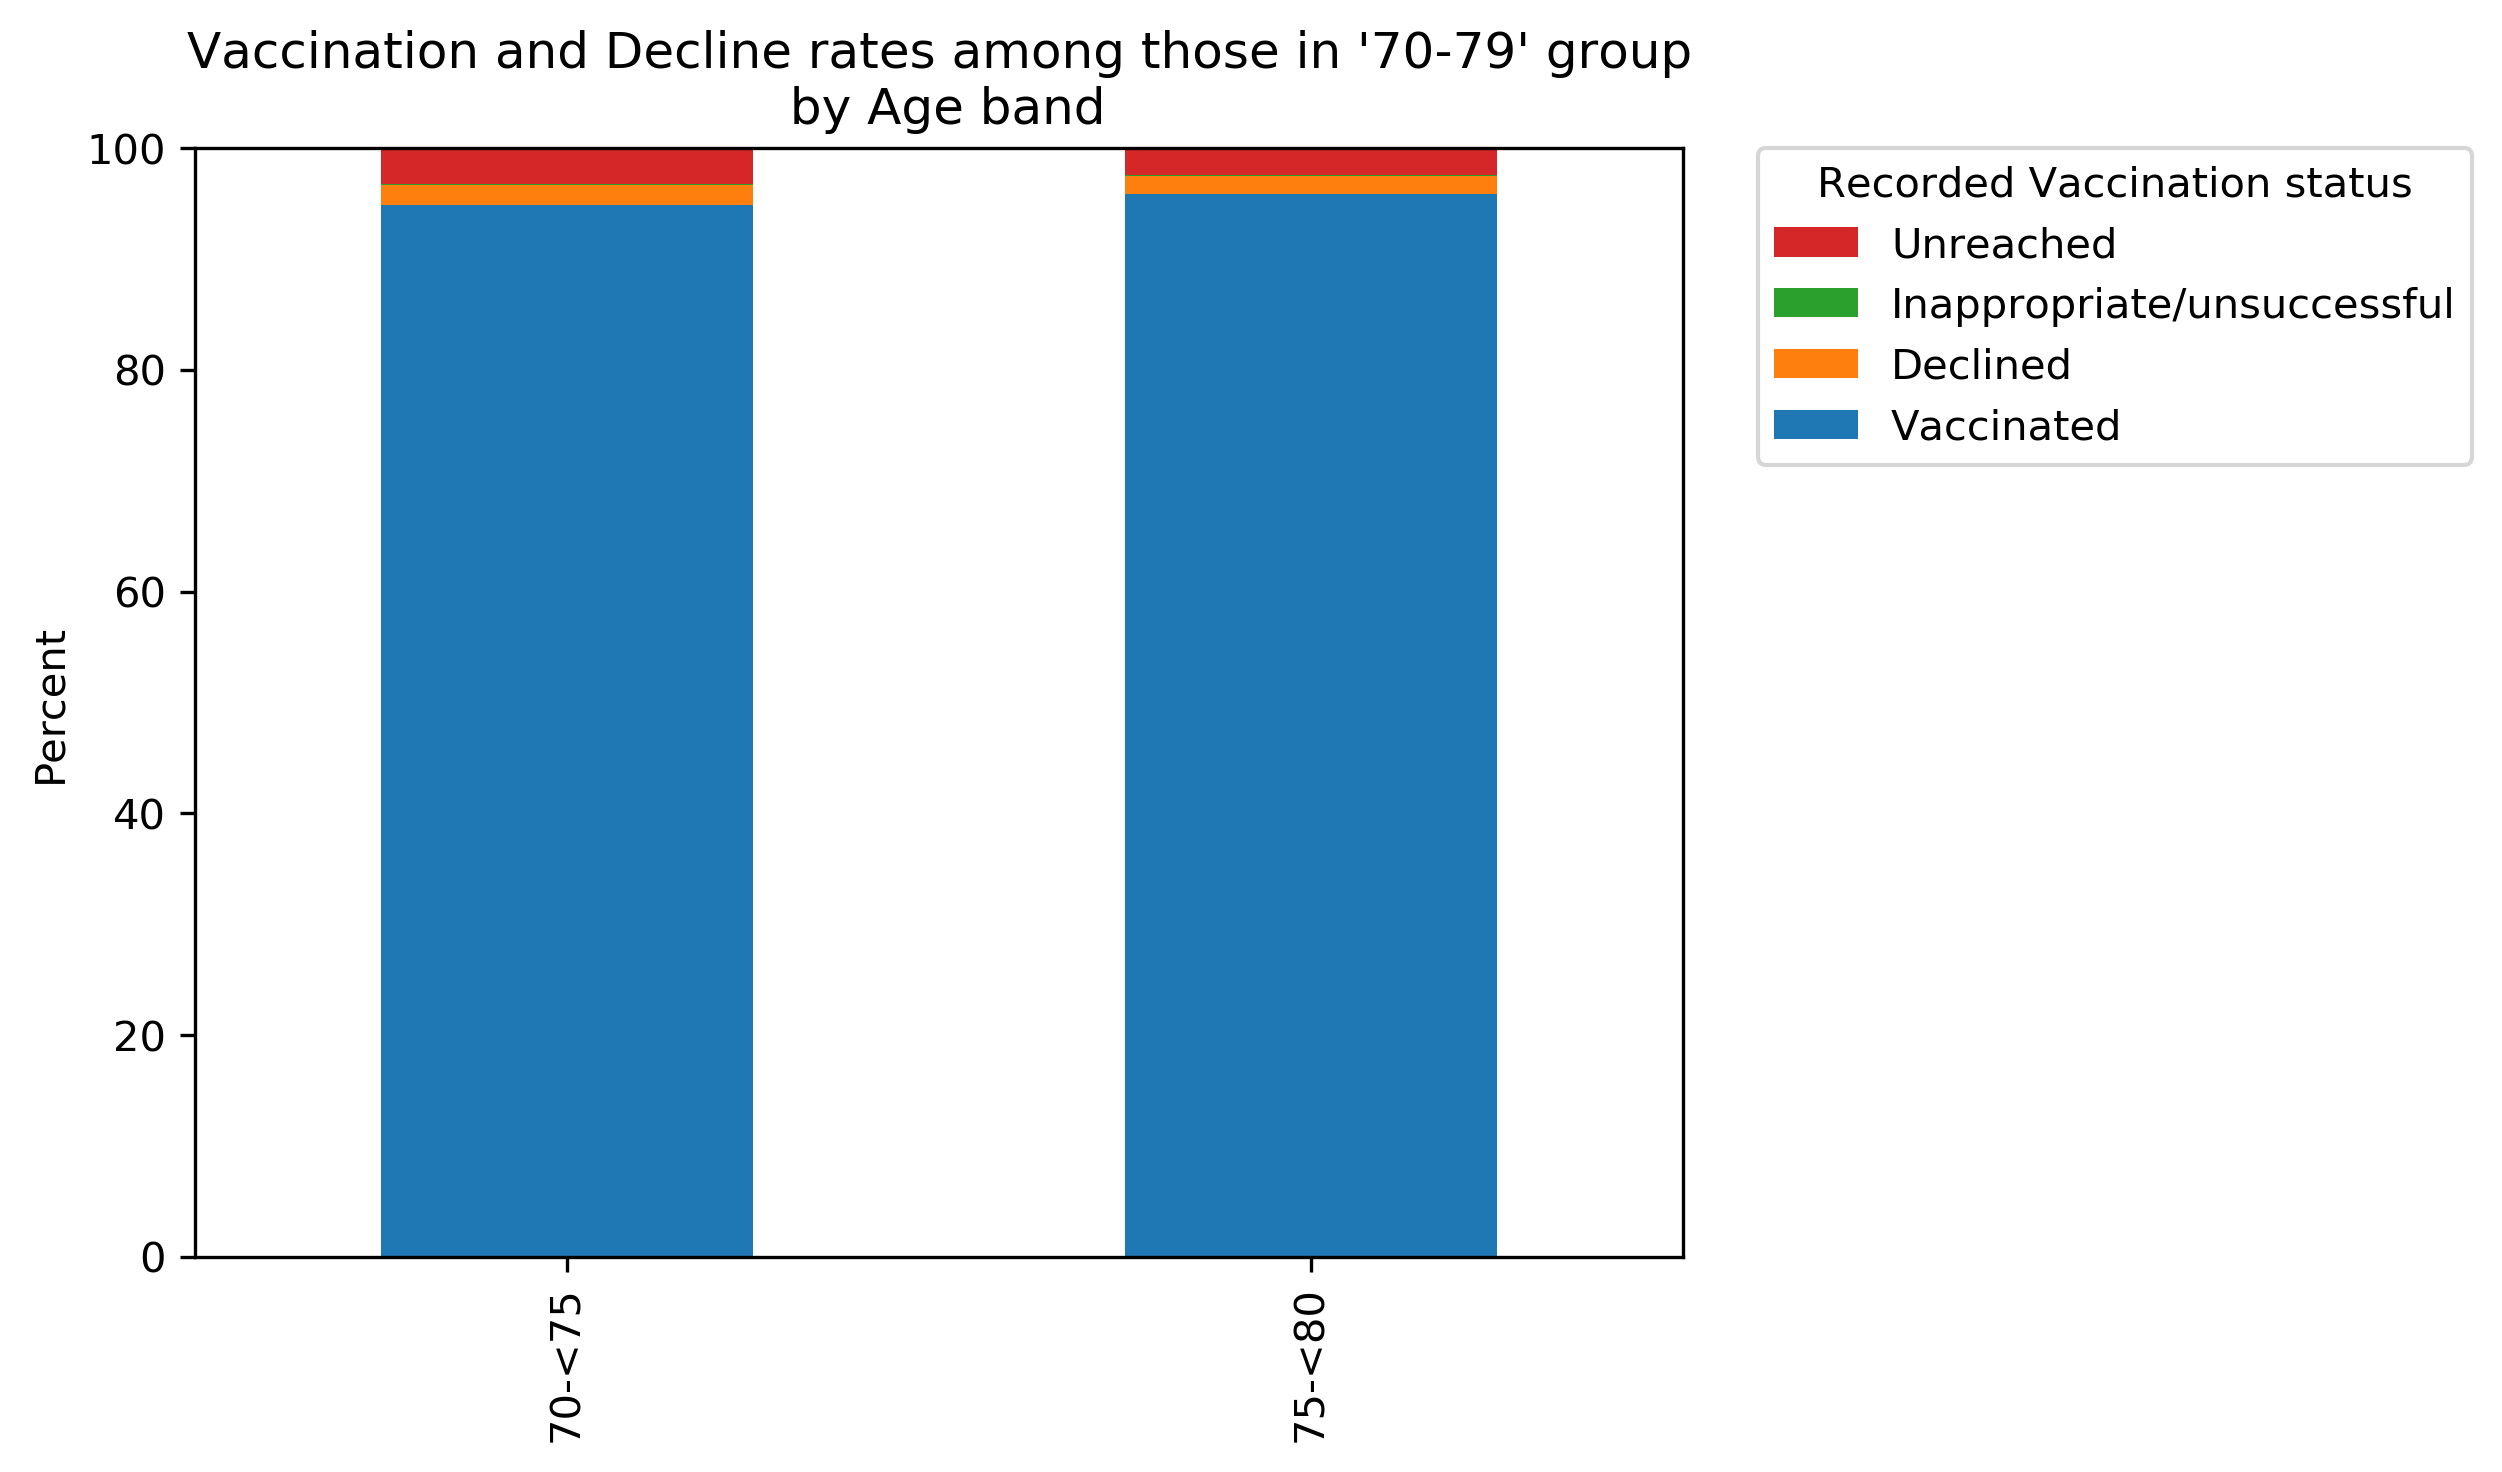 Vaccination and Decline rates among those in '70-79' group
by Age band
100
80
60
40
20
0
Percent
70-<75
75-<80
Recorded Vaccination status
Unreached
Inappropriate/unsuccessful
Declined
Vaccinated